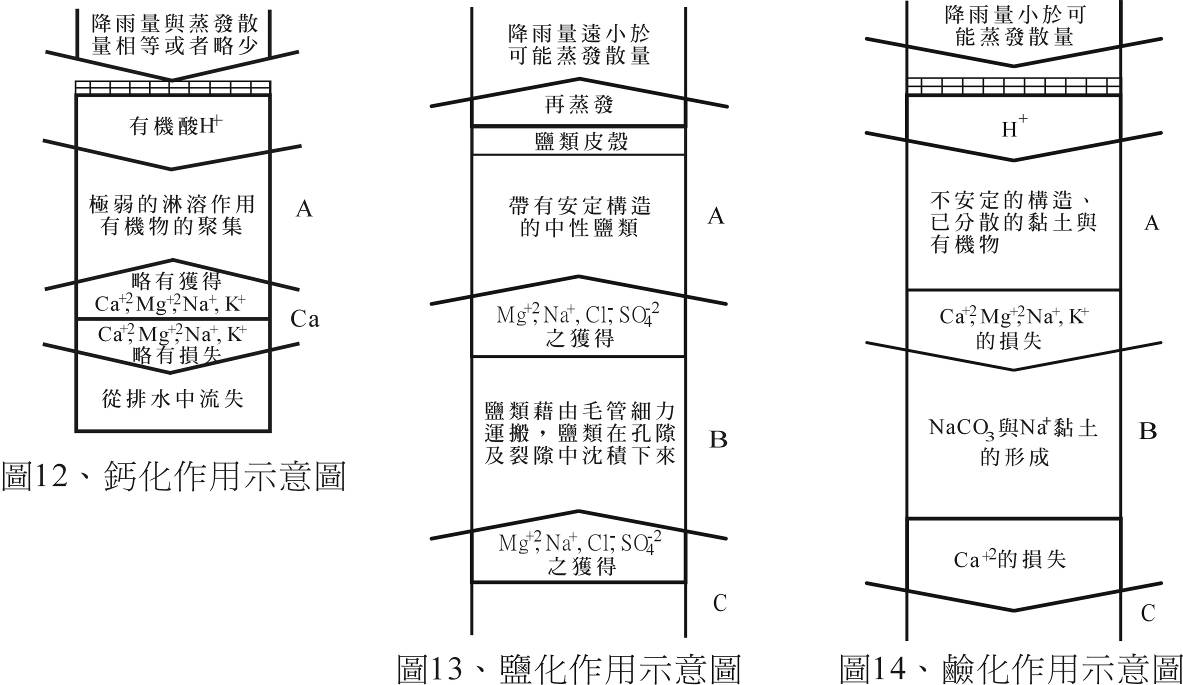 降雨量與蒸發散
量相等或者略少
有機酸H+
極弱的淋溶作用
有機物的聚集
A
略有獲得
Ca+2, Mg+2, Na+, K+
Ca
Ca+2, Mg+2, Na+, K+
略有損失
從排水中流失
圖12、鈣化作用示意圖
降雨量遠小於
可能蒸發散量
再蒸發
鹽類皮殼
帶有安定構造
的中性鹽類
A
Mg+2, Na+, Cl-, SO4-2
之獲得
鹽類藉由毛管細力
運搬，鹽類在孔隙
及裂隙中沈積下來
B
Mg+2, Na+, Cl-, SO4-2
之獲得
C
圖13、鹽化作用示意圖
降雨量小於可
能蒸發散量
H+
不安定的構造、
已分散的黏土與
有機物
A
Ca+2, Mg+2, Na+, K+
的損失
NaCO3與Na+黏土
的形成
B
Ca+2的損失
C
圖14、鹼化作用示意圖